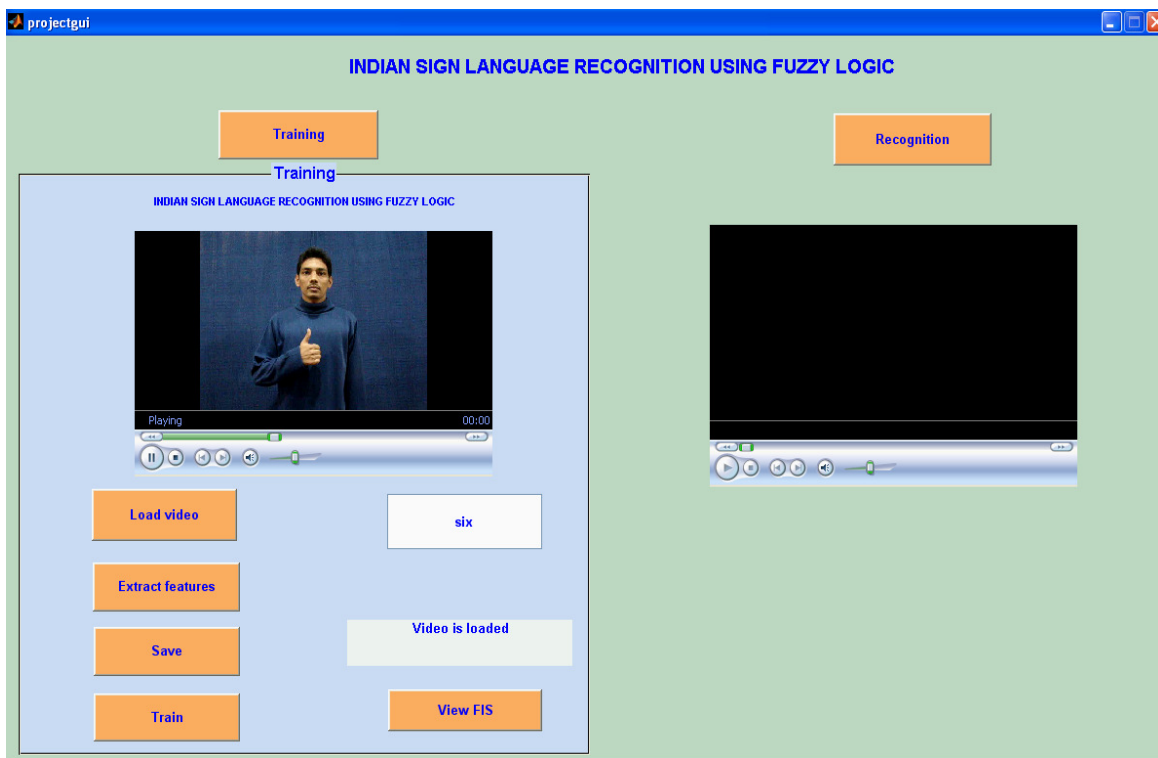 projectgui
INDIAN SIGN LANGUAGE RECOGNITION USING FUZZY LOGIC
Training
Recognition
Training
INDIAN SIGN LANGUAGE RECOGNITION USING FUZZY LOGIC
Playing 00:00
Load video
six
Extract features
Video is loaded
Save
Train
View FIS